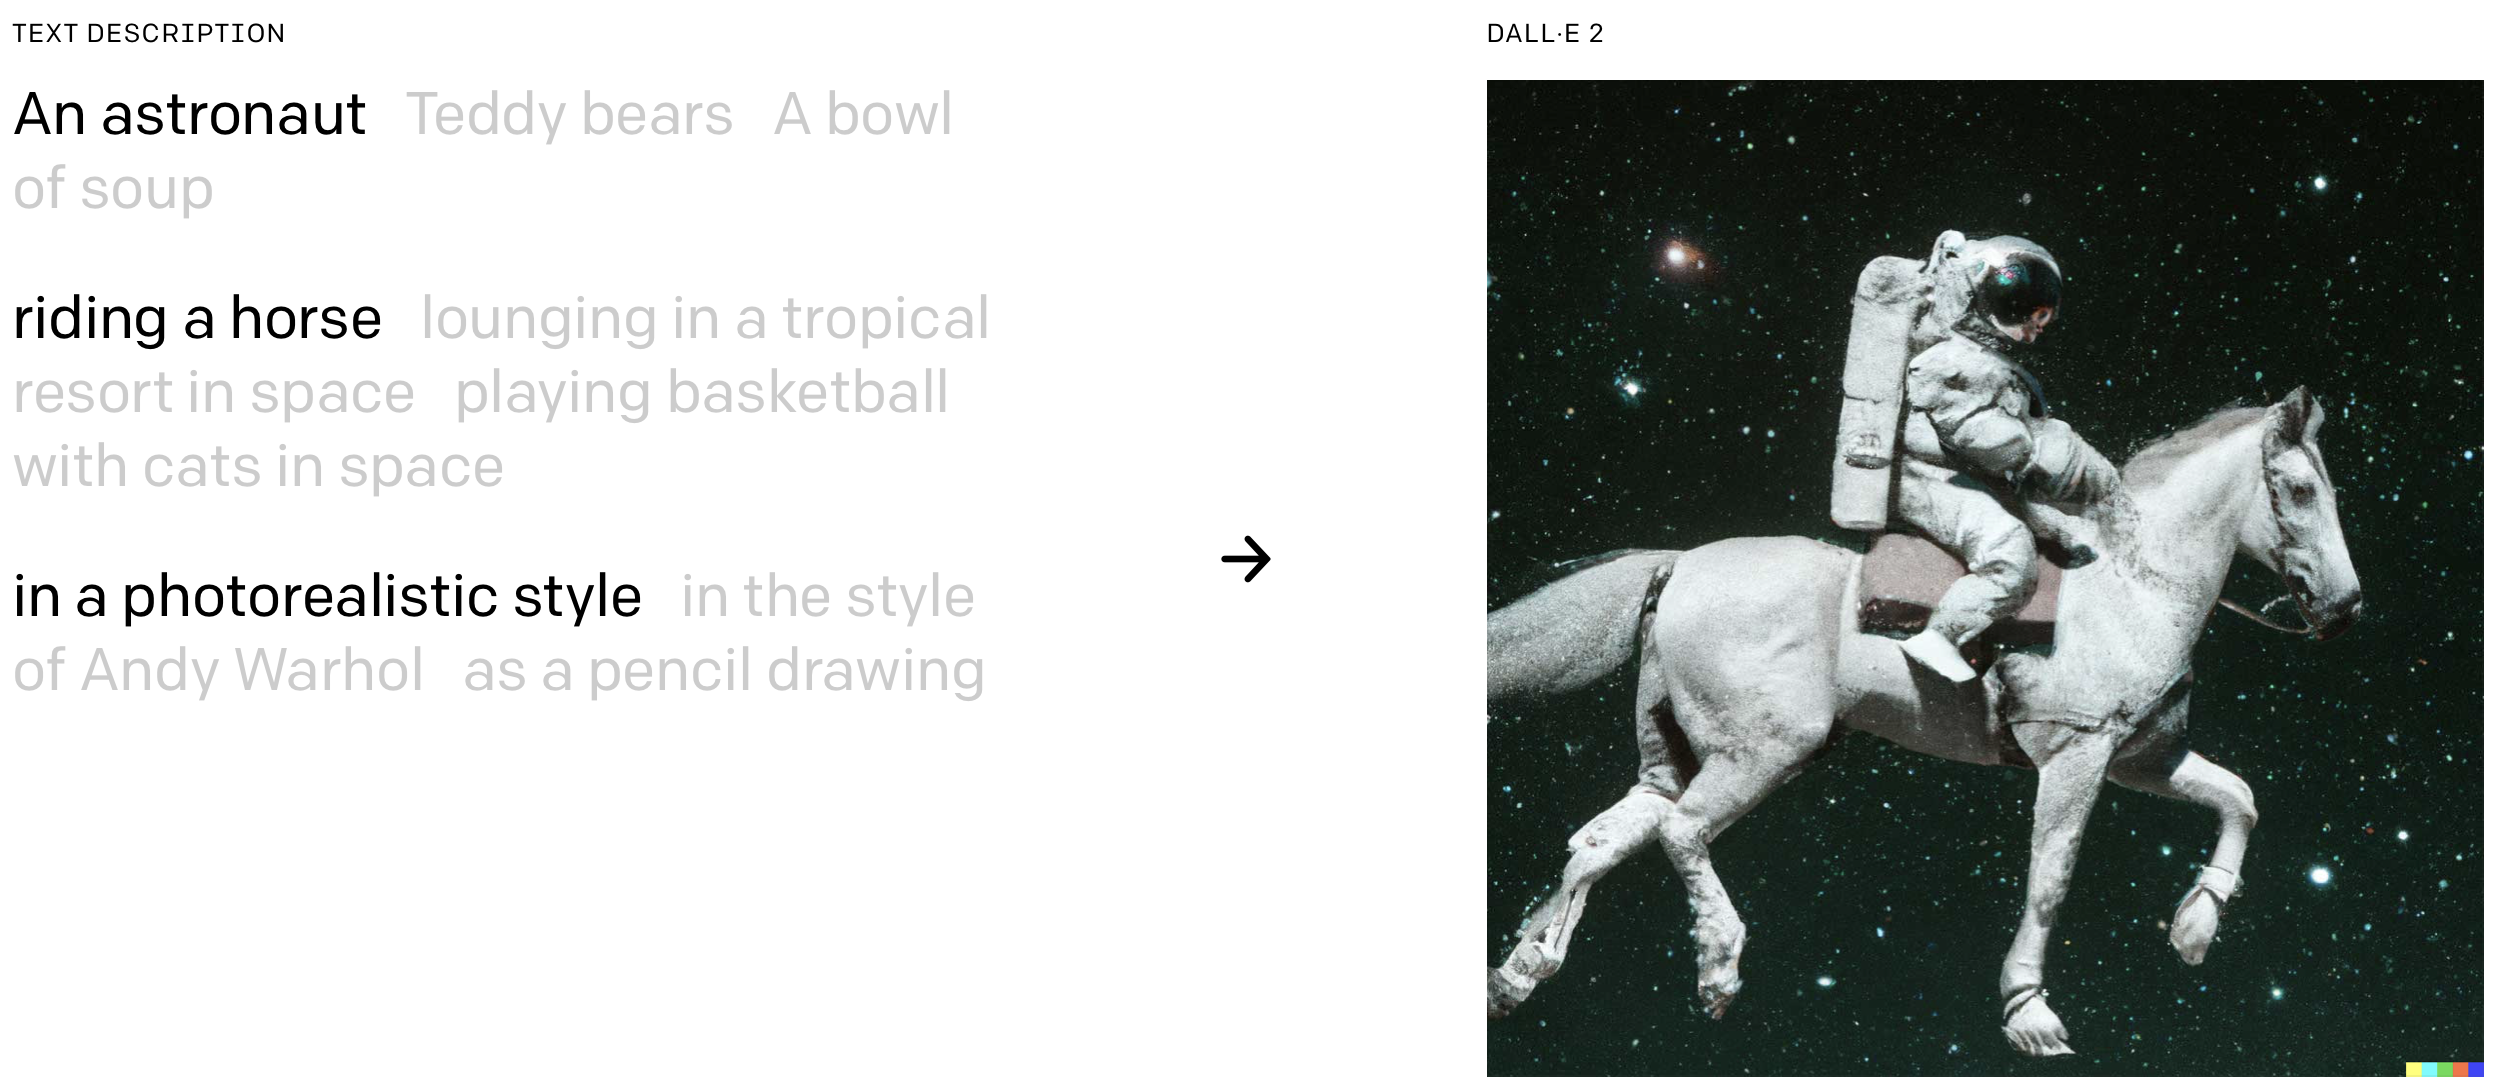 TEXT DESCRIPTION
DALL·E 2
An astronaut Teddy bears A bowl
of soup
riding a horse lounging in a tropical
resort in space playing basketball
with cats in space
in a photorealistic style in the style
of Andy Warhol as a pencil drawing